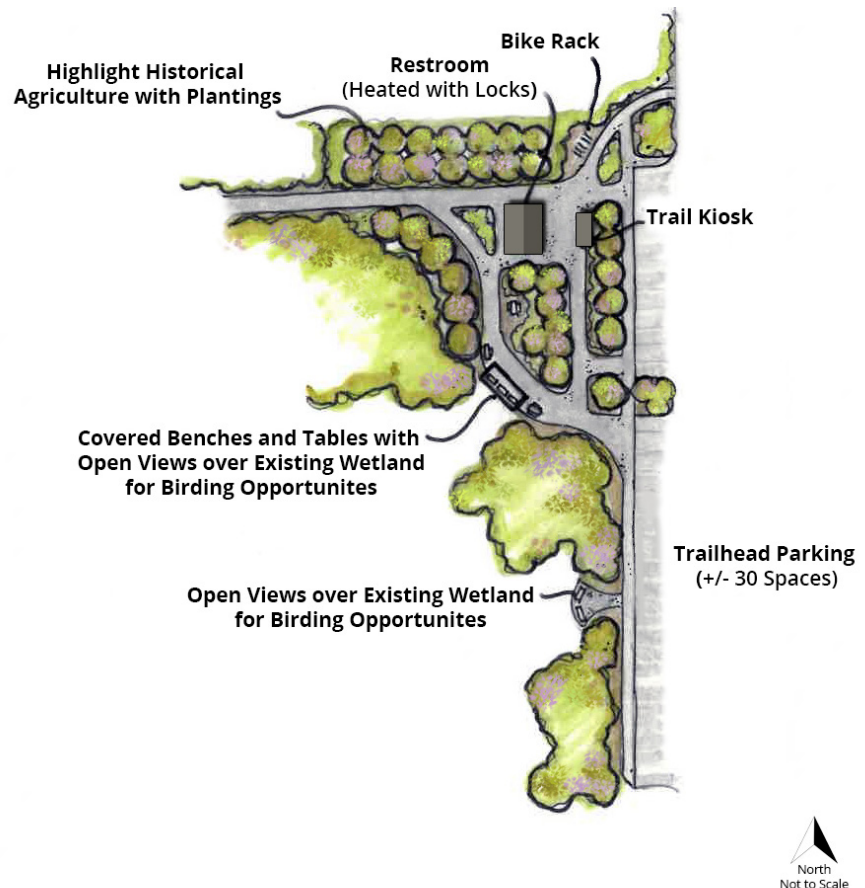 Bike Rack
Restroom
(Heated with Locks)
Highlight Historical
Agriculture with Plantings
Trail Kiosk
Covered Benches and Tables with
Open Views over Existing Wetland
for Birding Opportunites
Trailhead Parking
(+/- 30 Spaces)
Open Views over Existing Wetland
for Birding Opportunites
North
Not to Scale